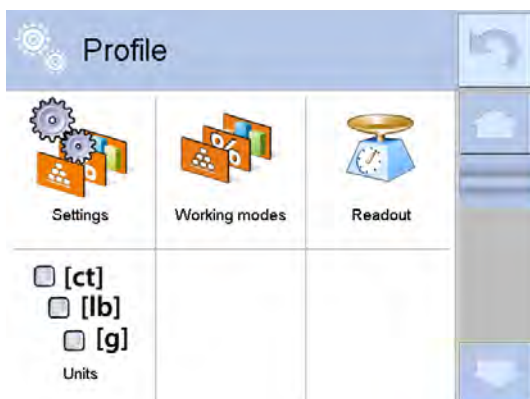 Profile
%
Settings
Working modes
Readout
[ct]
[lb]
[g]
Units